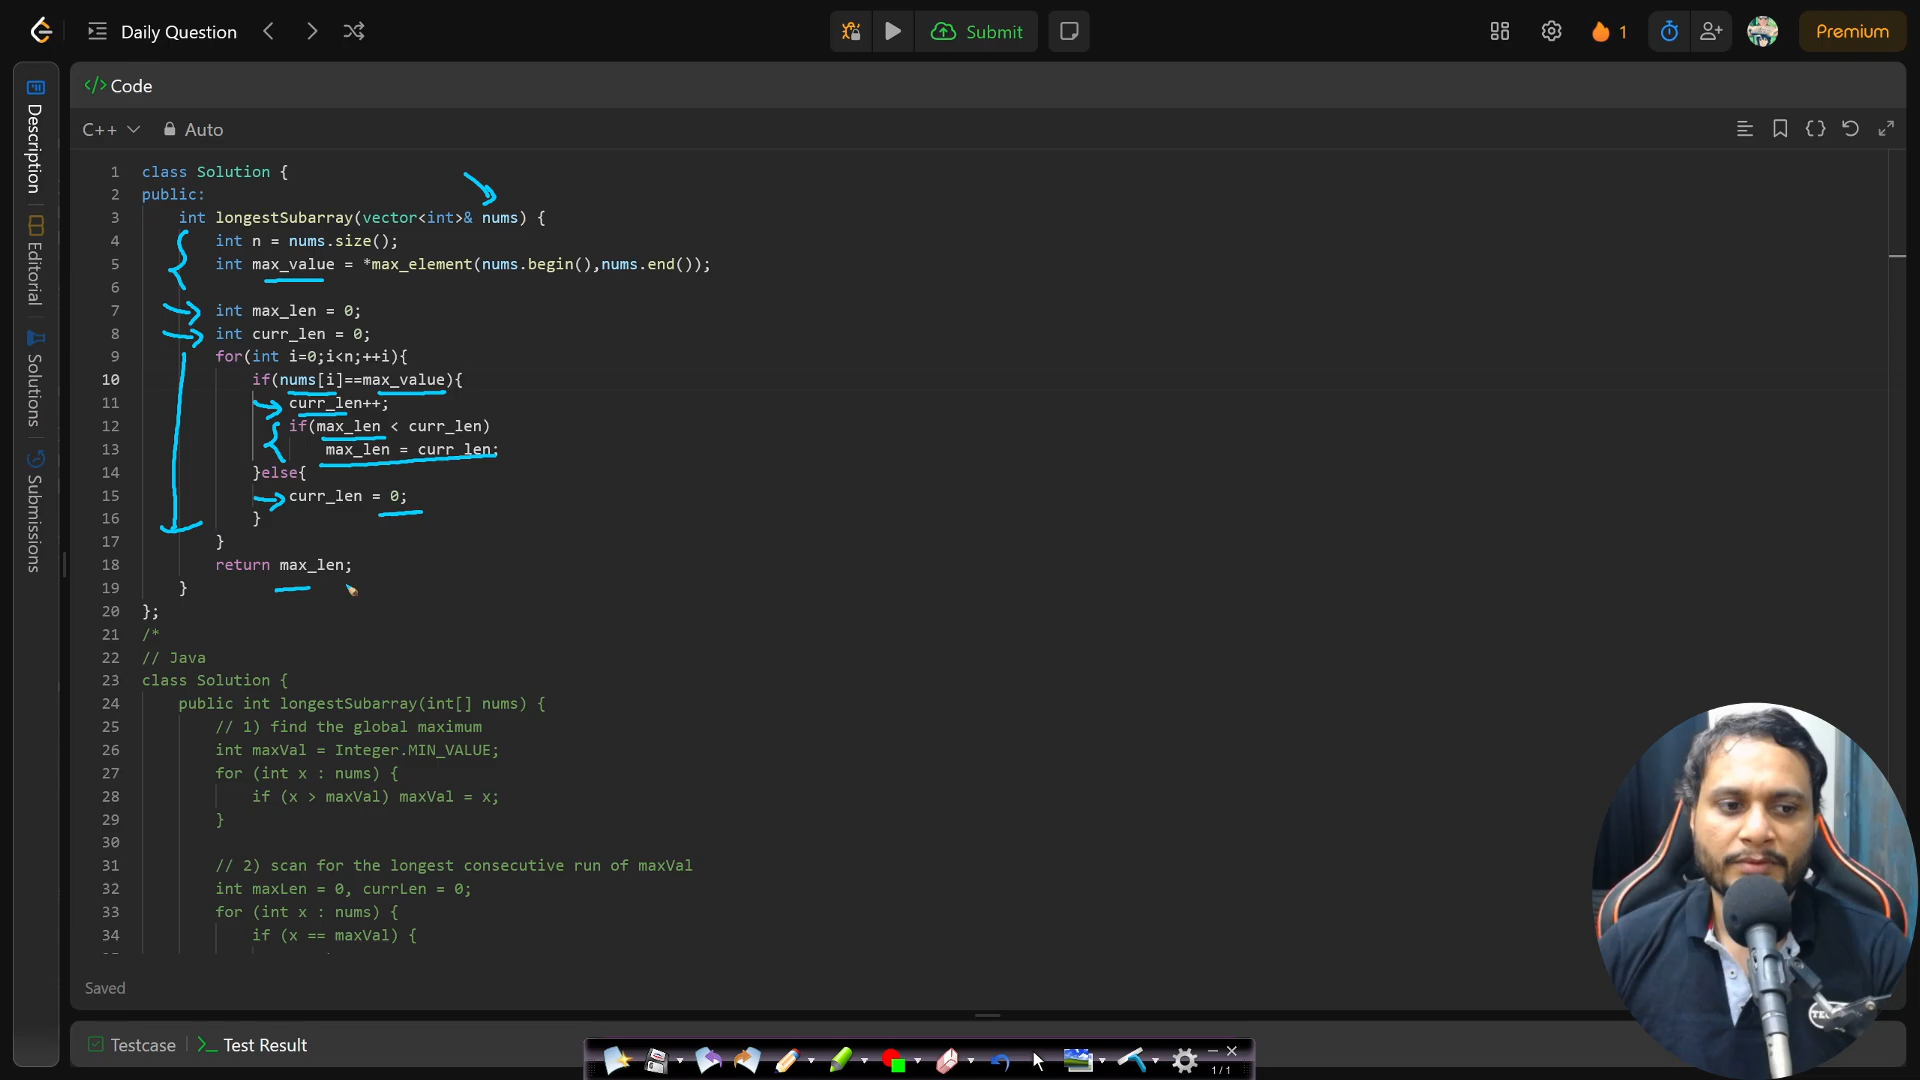 Daily Question
Submit
1
Premium
Description
Editorial
Solutions
Submissions
</> Code
C++ Auto
1 class Solution {
2 public:
3 int longestSubarray(vector<int>& nums) {
4 int n = nums.size();
5 int max_value = *max_element(nums.begin(),nums.end());
6
7 int max_len = 0;
8 int curr_len = 0;
9 for(int i=0;i<n;++i){
10 if(nums[i]==max_value){
11 curr_len++;
12 if(max_len < curr_len)
13 max_len = curr_len;
14 }else{
15 curr_len = 0;
16 }
17 }
18 return max_len;
19 }
20 };
21 /*
22 // Java
23 class Solution {
24 public int longestSubarray(int[] nums) {
25 // 1) find the global maximum
26 int maxVal = Integer.MIN_VALUE;
27 for (int x : nums) {
28 if (x > maxVal) maxVal = x;
29 }
30
31 // 2) scan for the longest consecutive run of maxVal
32 int maxLen = 0, currLen = 0;
33 for (int x : nums) {
34 if (x == maxVal) {
Saved
Testcase
Test Result
1/1